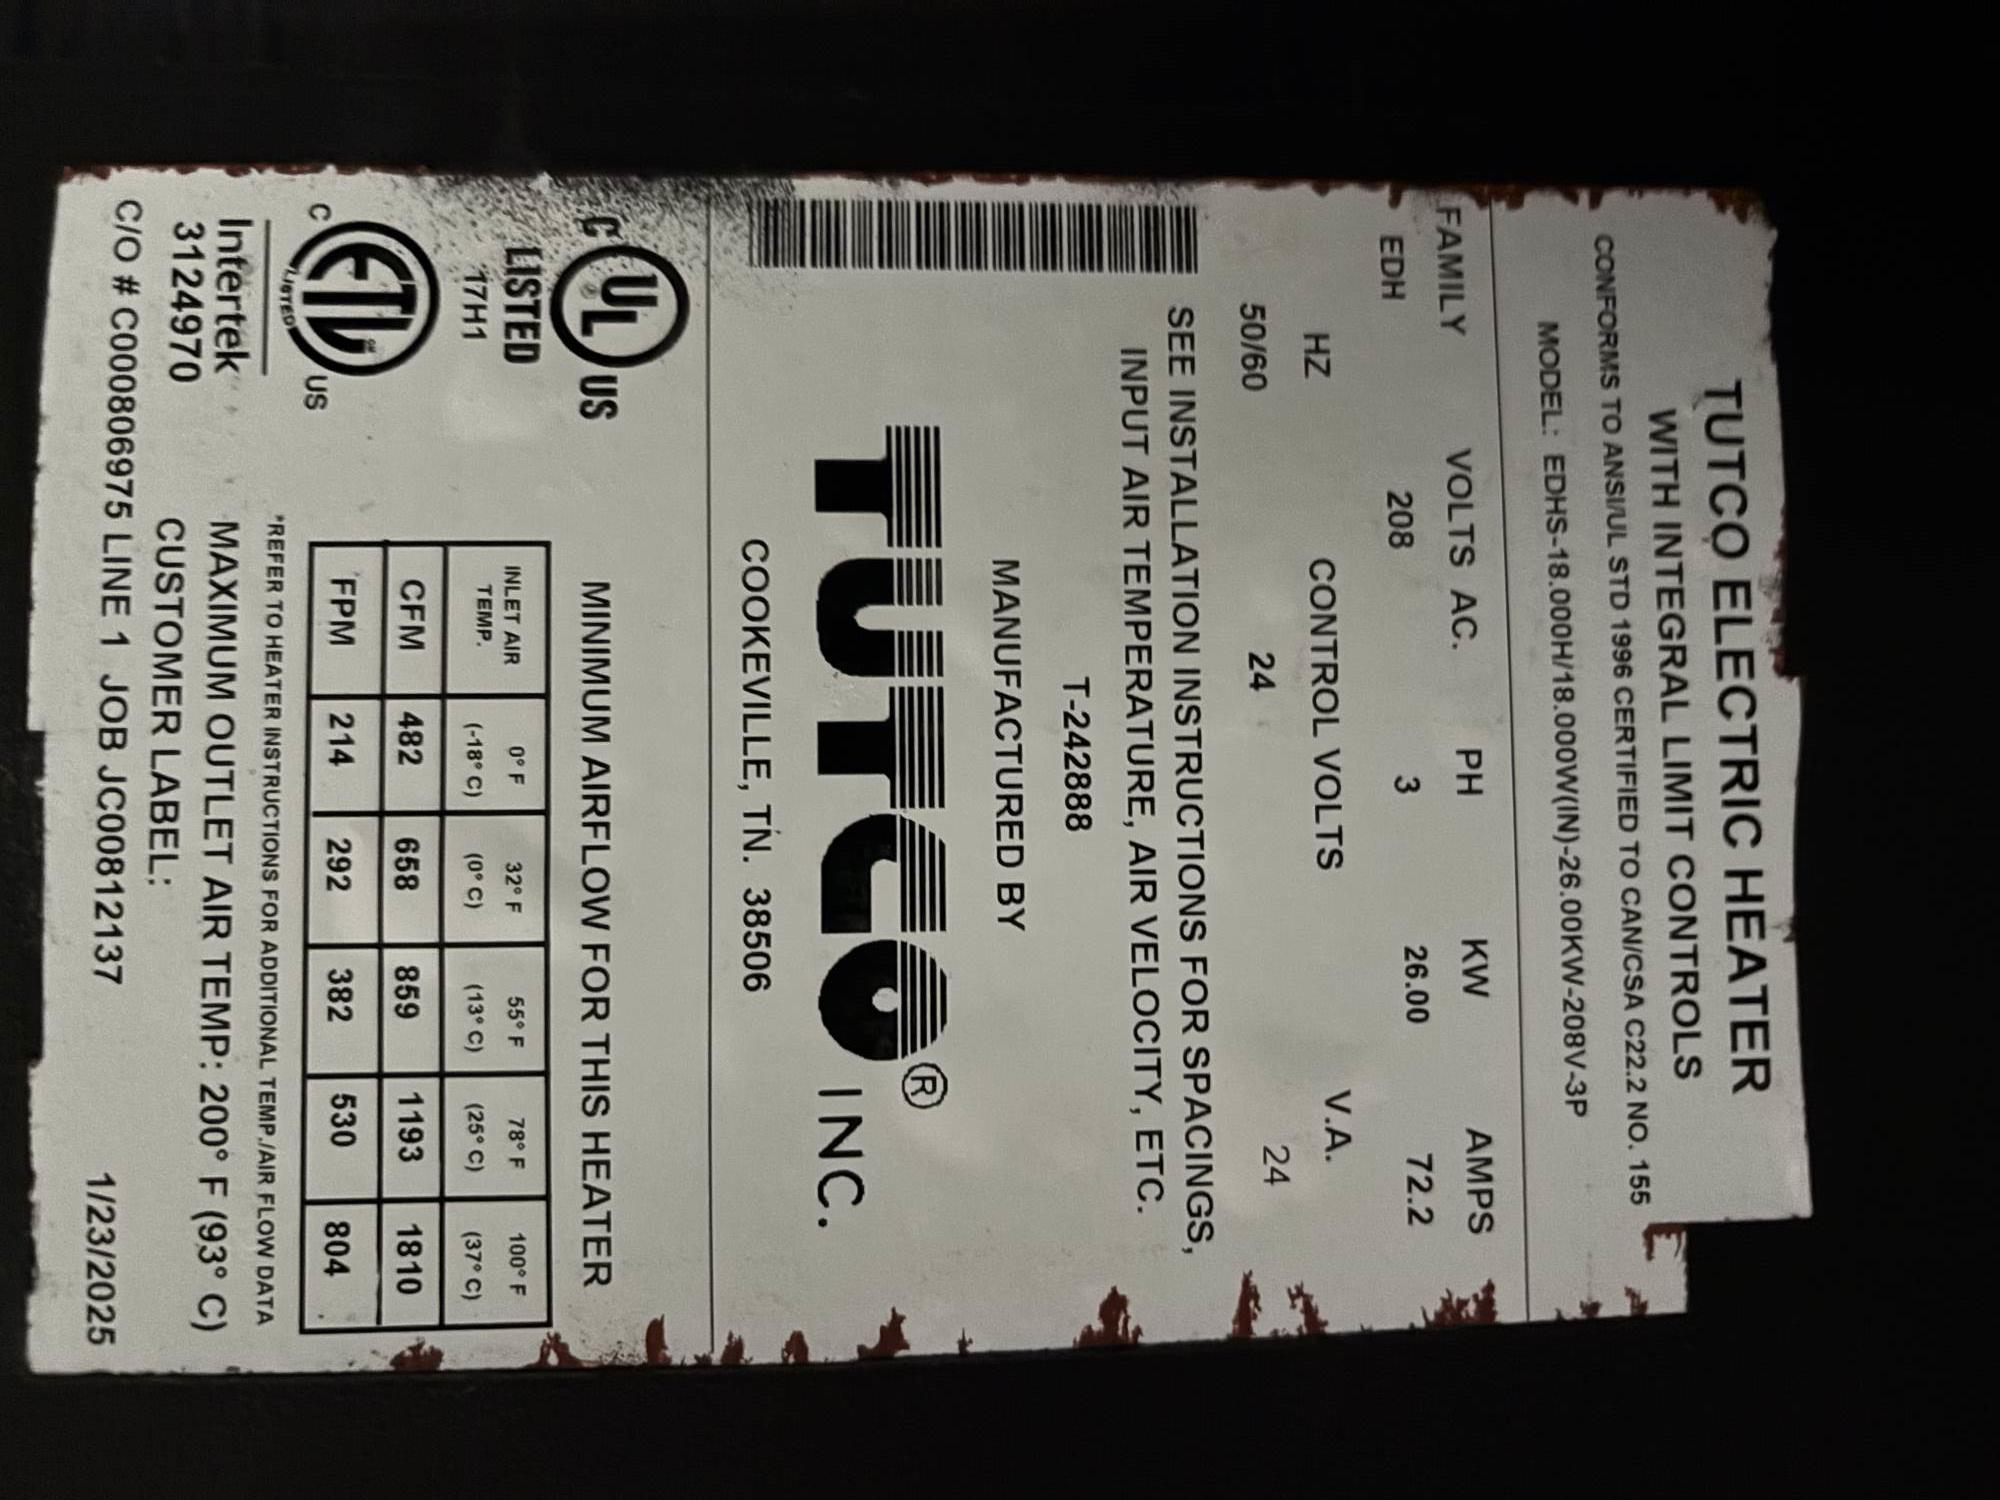 TUTCO ELECTRIC HEATER
WITH INTEGRAL LIMIT CONTROLS
CONFORMS TO ANSI/UL STD 1996 CERTIFIED TO CAN/CSA C22.2 NO. 155
MODEL: EDHS-18.000H/18.000W(IN)-26.00KW-208V-3P
FAMILY VOLTS AC. PH KW AMPS
EDH 208 3 26.00 72.2
HZ CONTROL VOLTS V.A.
50/60 24 24
SEE INSTALLATION INSTRUCTIONS FOR SPACINGS,
INPUT AIR TEMPERATURE, AIR VELOCITY, ETC.
T-242888
MANUFACTURED BY
TUTCO® INC.
COOKEVILLE, TN. 38506
C UL ® US
LISTED
17H1
MINIMUM AIRFLOW FOR THIS HEATER
INLET AIR TEMP. 0° F (-18° C) 32° F (0° C) 55° F (13° C) 78° F (25° C) 100° F (37° C)
CFM 482 658 859 1193 1810
FPM 214 292 382 530 804
*REFER TO HEATER INSTRUCTIONS FOR ADDITIONAL TEMP./AIR FLOW DATA
C ETL CM LISTED US
Intertek
3124970
MAXIMUM OUTLET AIR TEMP: 200° F (93° C)
CUSTOMER LABEL:
C/O # C000806975 LINE 1 JOB JC00812137 1/23/2025